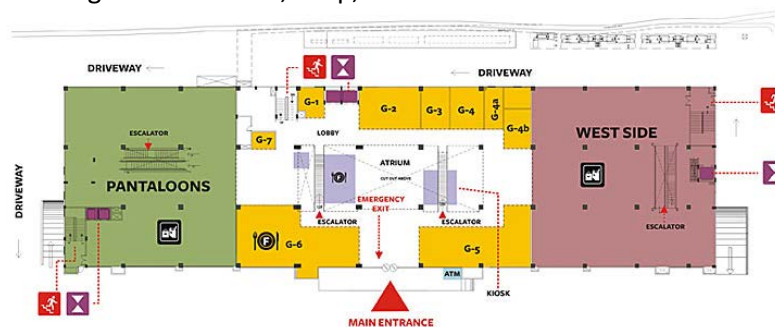 DRIVEWAY
DRIVEWAY
G-1
G-2
G-3
G-4
G-4a
G-4b
ESCALATOR
G-7
LOBBY
WEST SIDE
ATRIUM
CUT OUT ABOVE
PANTALOONS
EMERGENCY
EXIT
DRIVEWAY
ESCALATOR
ESCALATOR
ESCALATOR
F
G-6
G-5
ATM
KIOSK
MAIN ENTRANCE